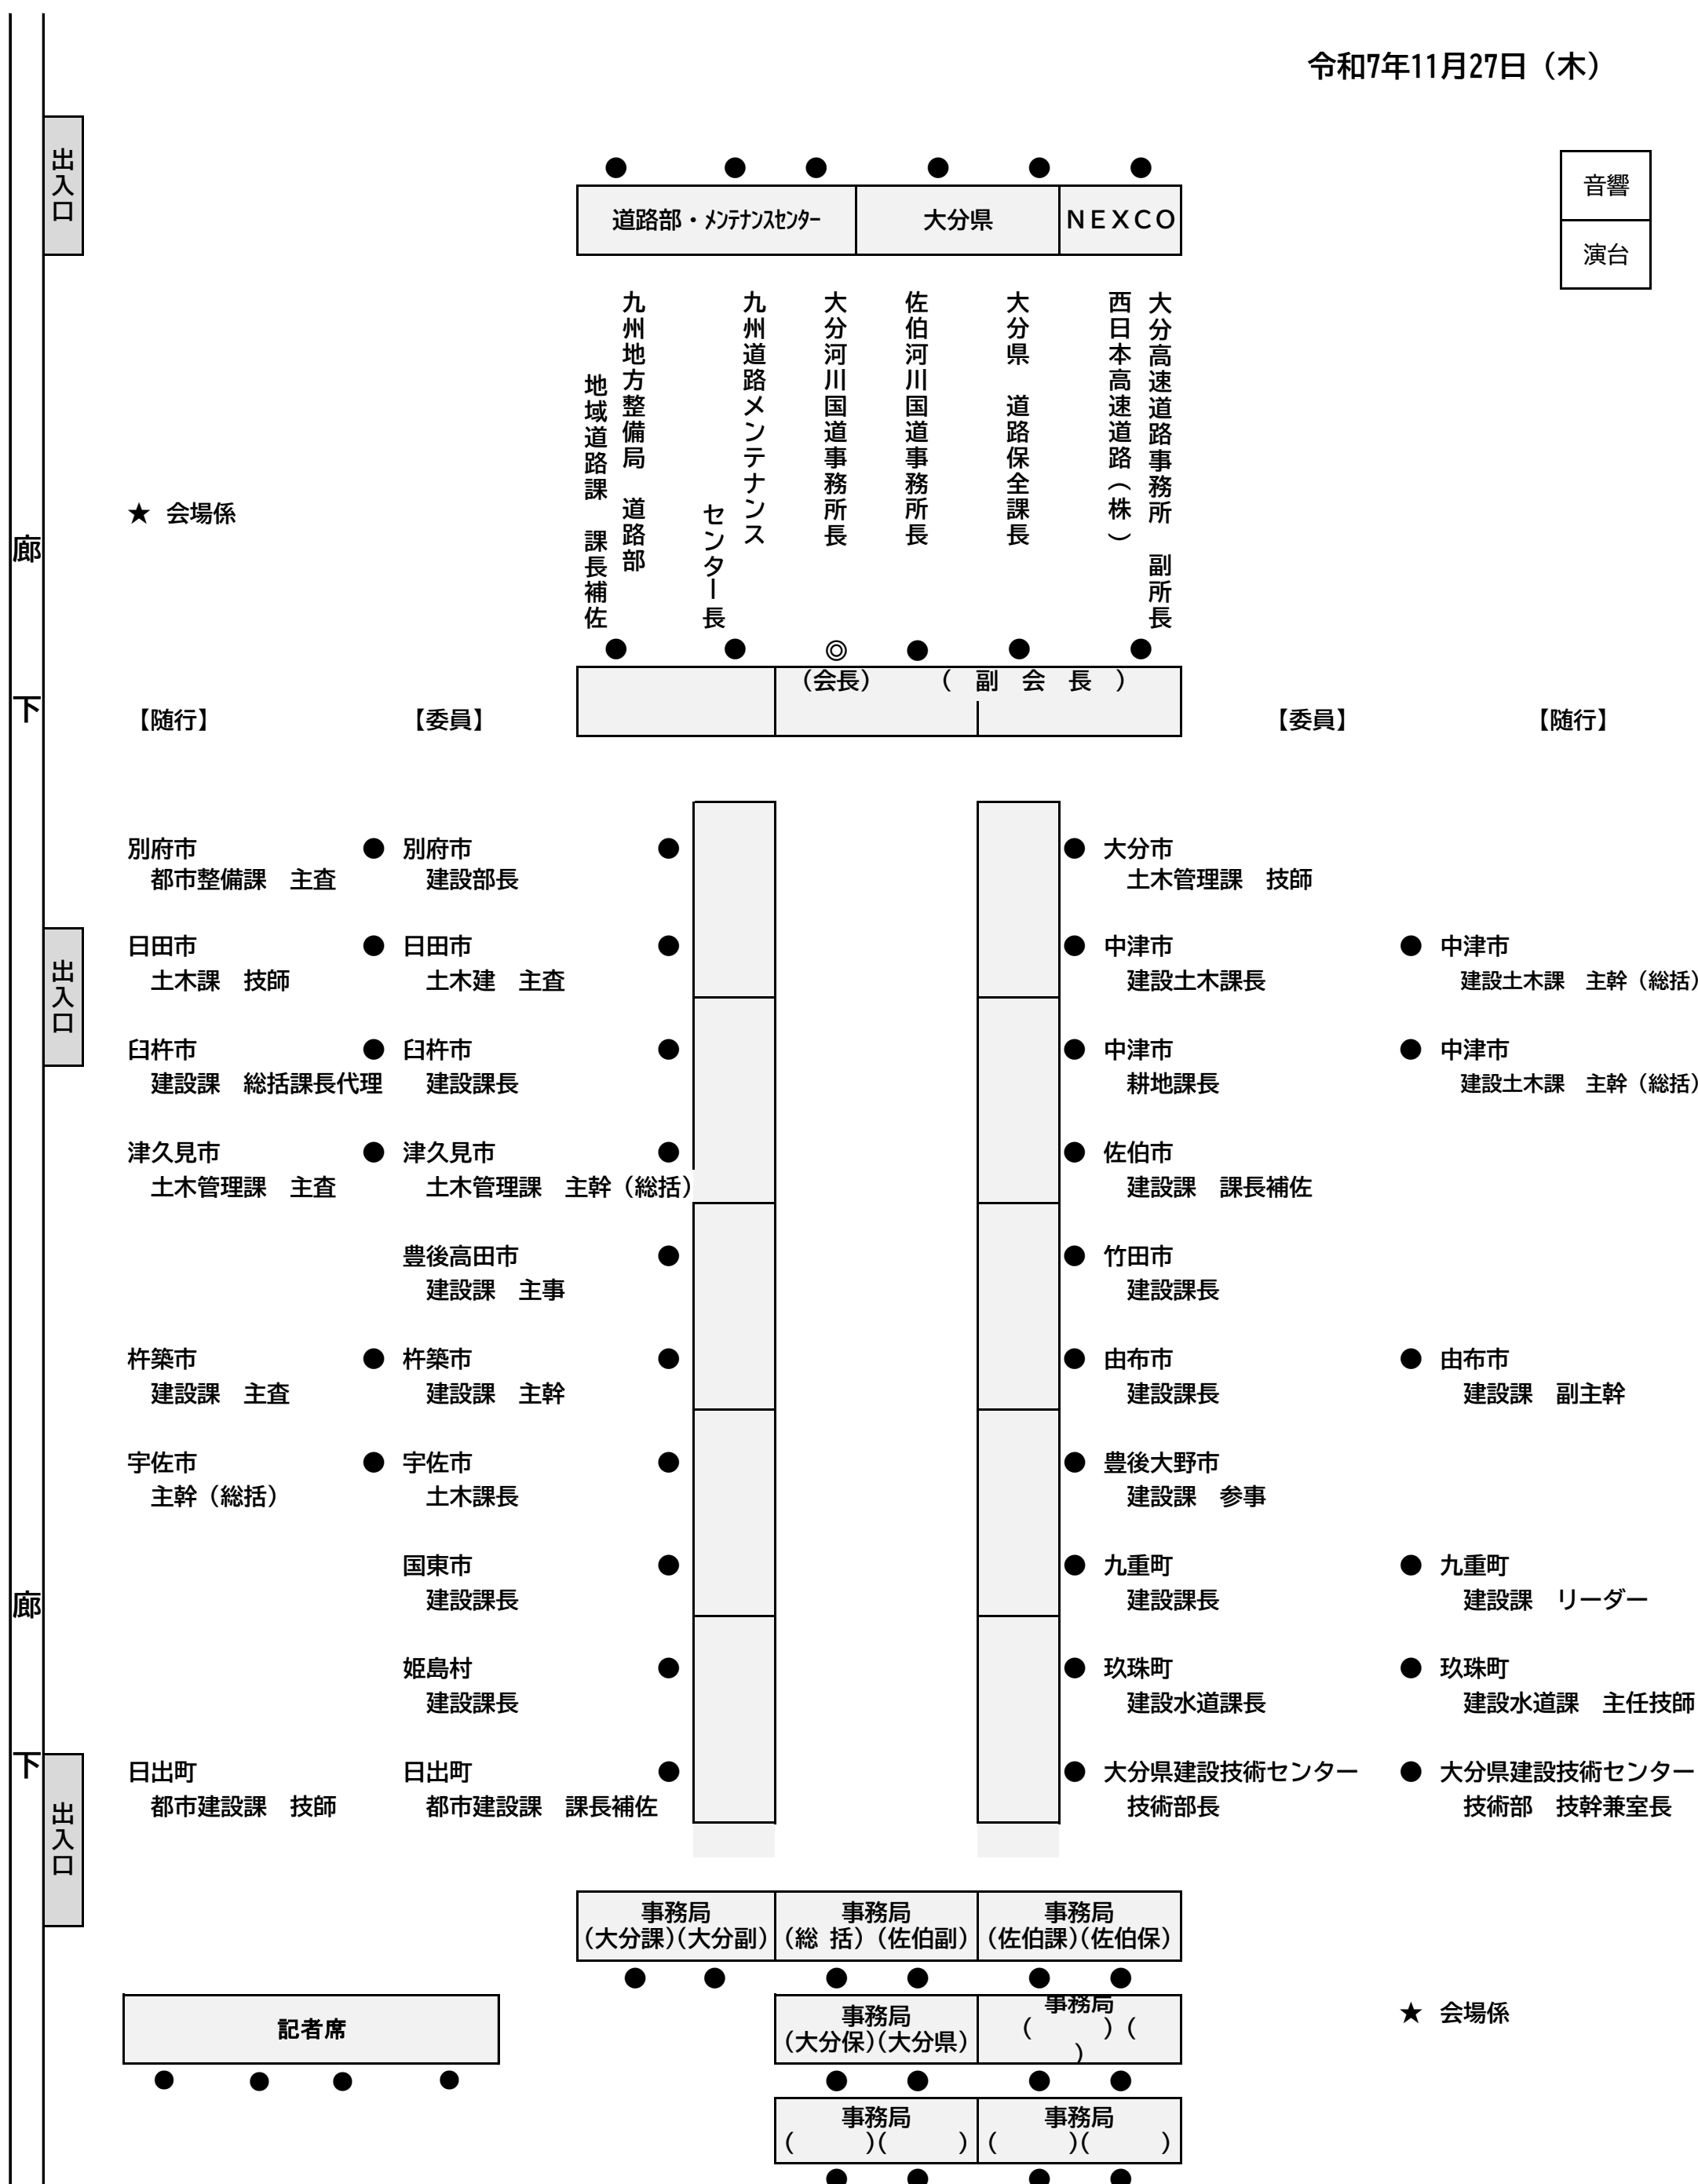 令和7年11月27日（木）
出入口
音響
演台
道路部・ﾒﾝﾃﾅﾝｽｾﾝﾀｰ
大分県
ＮＥＸＣＯ
九州地方整備局　道路部
地域道路課　課長補佐
九州道路メンテナンス
センター長
大分河川国道事務所長
佐伯河川国道事務所長
大分県　道路保全課長
西日本高速道路（株）
大分高速道路事務所　副所長
★ 会場係
廊
下
◎
（会長）
（　副　会　長　）
【随行】
【委員】
【委員】
【随行】
別府市
都市整備課　主査
別府市
建設部長
大分市
土木管理課　技師
出入口
日田市
土木課　技師
日田市
土木建　主査
中津市
建設土木課長
中津市
建設土木課　主幹（総括）
臼杵市
建設課　総括課長代理
臼杵市
建設課長
中津市
耕地課長
中津市
建設土木課　主幹（総括）
津久見市
土木管理課　主査
津久見市
土木管理課　主幹（総括）
佐伯市
建設課　課長補佐
豊後高田市
建設課　主事
竹田市
建設課長
杵築市
建設課　主査
杵築市
建設課　主幹
由布市
建設課長
由布市
建設課　副主幹
宇佐市
主幹（総括）
宇佐市
土木課長
豊後大野市
建設課　参事
廊
下
国東市
建設課長
九重町
建設課長
九重町
建設課　リーダー
姫島村
建設課長
玖珠町
建設水道課長
玖珠町
建設水道課　主任技師
出入口
日出町
都市建設課　技師
日出町
都市建設課　課長補佐
大分県建設技術センター
技術部長
大分県建設技術センター
技術部　技幹兼室長
事務局
（大分課）（大分副）
事務局
（総 括）（佐伯副）
事務局
（佐伯課）（佐伯保）
記者席
事務局
（大分保）（大分県）
事務局
（　　　）（
）
★ 会場係
事務局
（　　　）（　　　）
事務局
（　　　）（　　　）